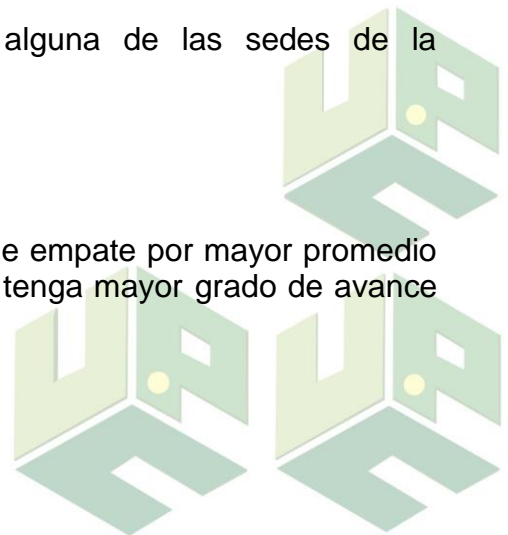 alguna de las sedes de la
e empate por mayor promedio
tenga mayor grado de avance